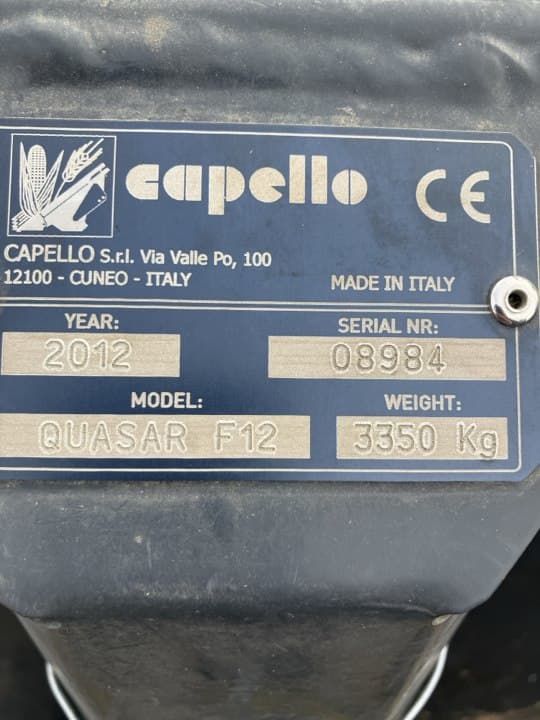 capello CE
CAPELLO S.r.l. Via Valle Po, 100
12100 - CUNEO - ITALY
MADE IN ITALY
YEAR: SERIAL NR:
2012 08984
MODEL: WEIGHT:
QUASAR F12 3350 Kg